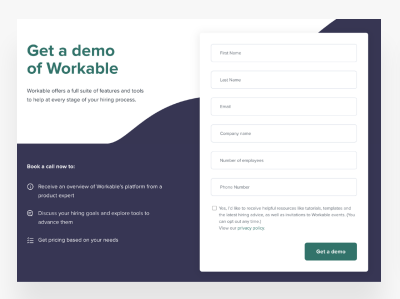 Get a demo
of Workable
Workable offers a full suite of features and tools
to help at every stage of your hiring process.
Book a call now to:
Receive an overview of Workable's platform from a
product expert
Discuss your hiring goals and explore tools to
advance them
Get pricing based on your needs
First Name
Last Name
Email
Company name
Number of employees
Phone Number
Yes, I'd like to receive helpful resources like tutorials, templates and
the latest hiring advice, as well as invitations to Workable events. (You
can opt out any time.)
View our privacy policy.
Get a demo